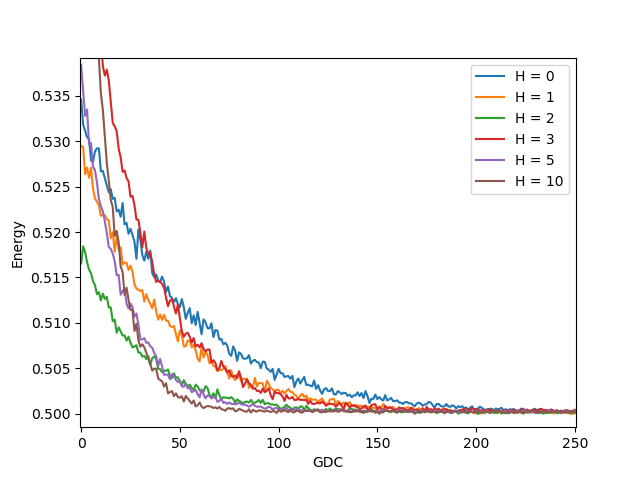 H = 0
H = 1
H = 2
H = 3
H = 5
H = 10
0.535
0.530
0.525
0.520
0.515
0.510
0.505
0.500
Energy
0 50 100 150 200 250
GDC